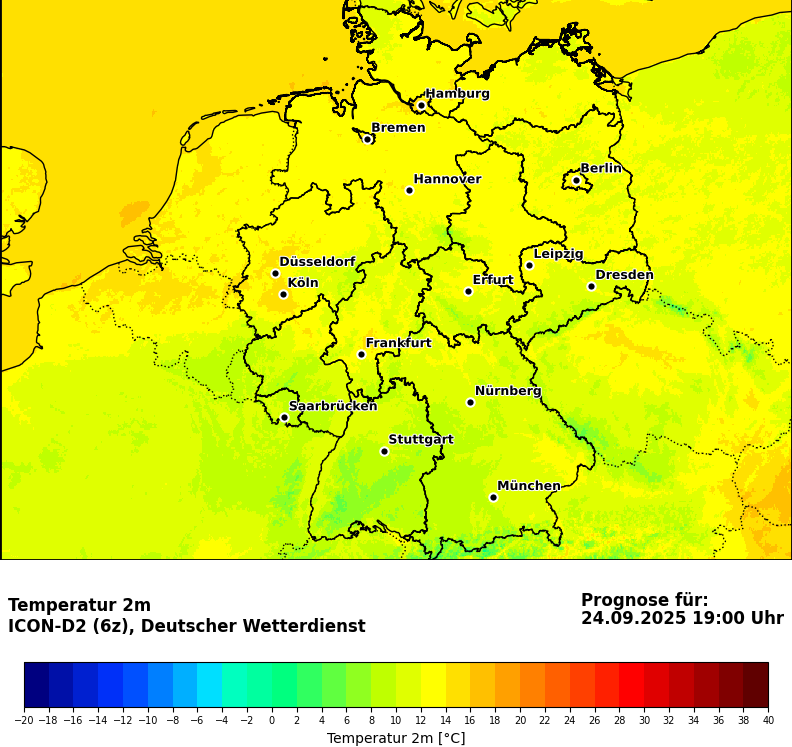 Hamburg
Bremen
Berlin
Hannover
Leipzig
Düsseldorf
Dresden
Köln
Erfurt
Frankfurt
Nürnberg
Saarbrücken
Stuttgart
München
Temperatur 2m
ICON-D2 (6z), Deutscher Wetterdienst
Prognose für:
24.09.2025 19:00 Uhr
−20 −18 −16 −14 −12 −10 −8 −6 −4 −2 0 2 4 6 8 10 12 14 16 18 20 22 24 26 28 30 32 34 36 38 40
Temperatur 2m [°C]